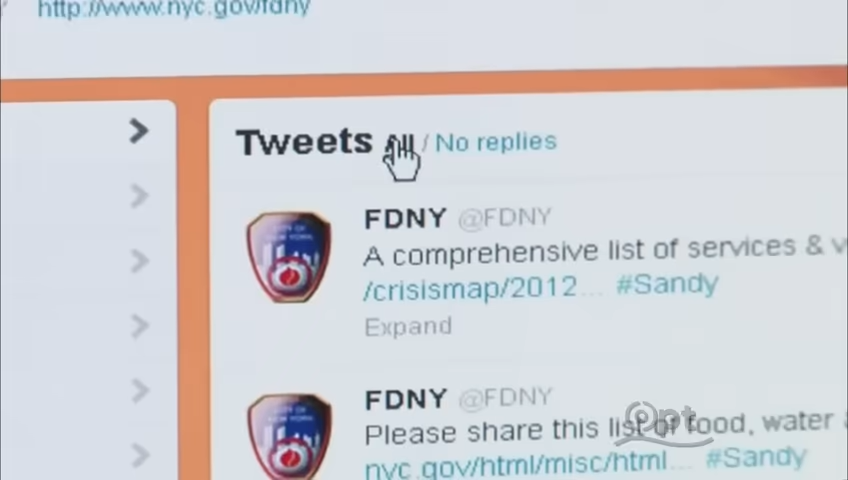 http://www.nyc.gov/fdny
Tweets All / No replies
FDNY @FDNY
A comprehensive list of services &
/crisismap/2012... #Sandy
Expand
FDNY @FDNY
Please share this list of food, water
nyc.gov/html/misc/html... #Sandy
opt